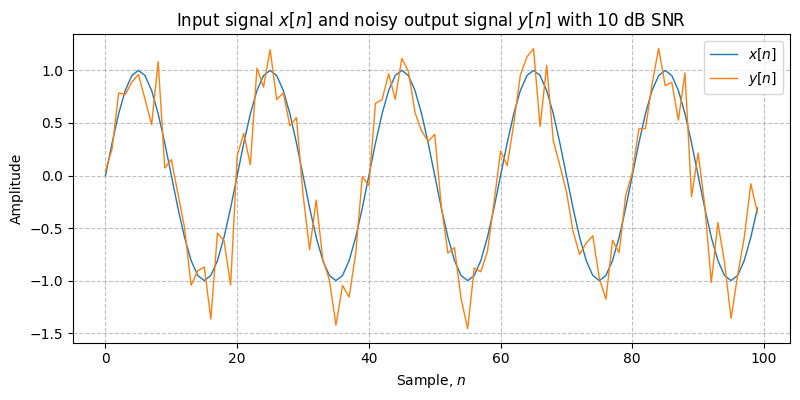 Input signal x[n] and noisy output signal y[n] with 10 dB SNR
x[n]
y[n]
Amplitude
1.0
0.5
0.0
−0.5
−1.0
−1.5
0 20 40 60 80 100
Sample, n